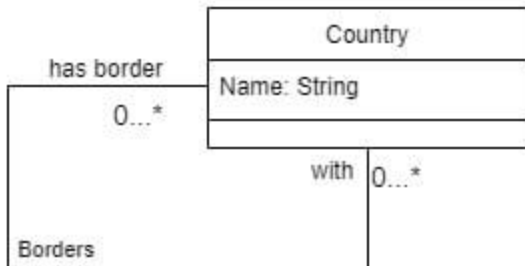 Country
has border
Name: String
0...*
with
0...*
Borders